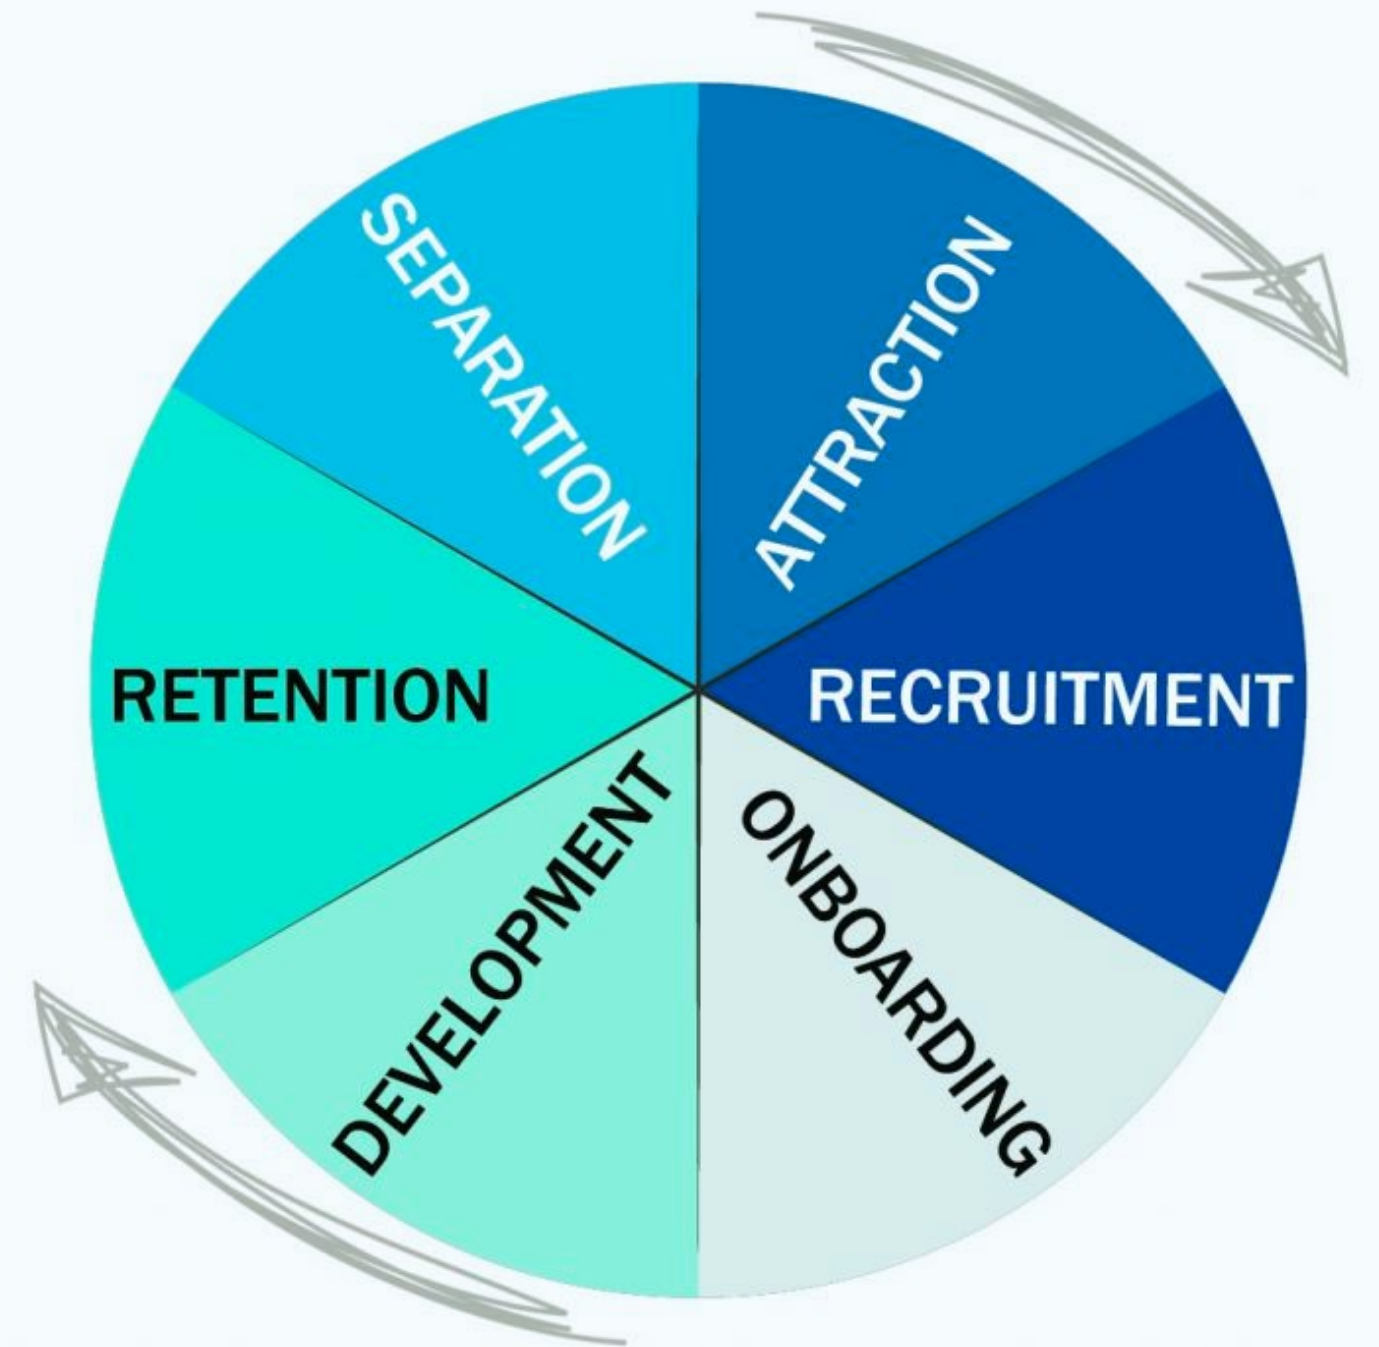 ATTRACTION
RECRUITMENT
ONBOARDING
DEVELOPMENT
RETENTION
SEPARATION